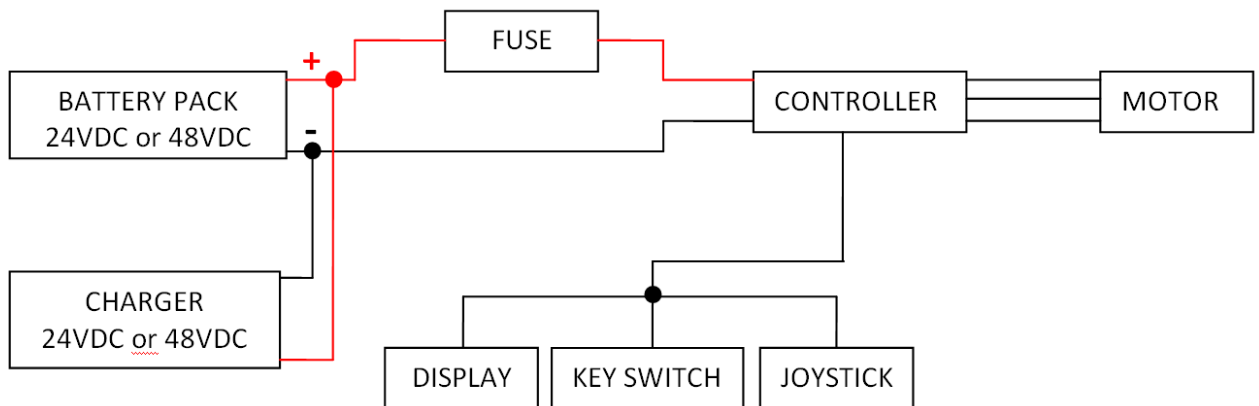 FUSE
+
BATTERY PACK
24VDC or 48VDC
-
CONTROLLER
MOTOR
CHARGER
24VDC or 48VDC
DISPLAY
KEY SWITCH
JOYSTICK